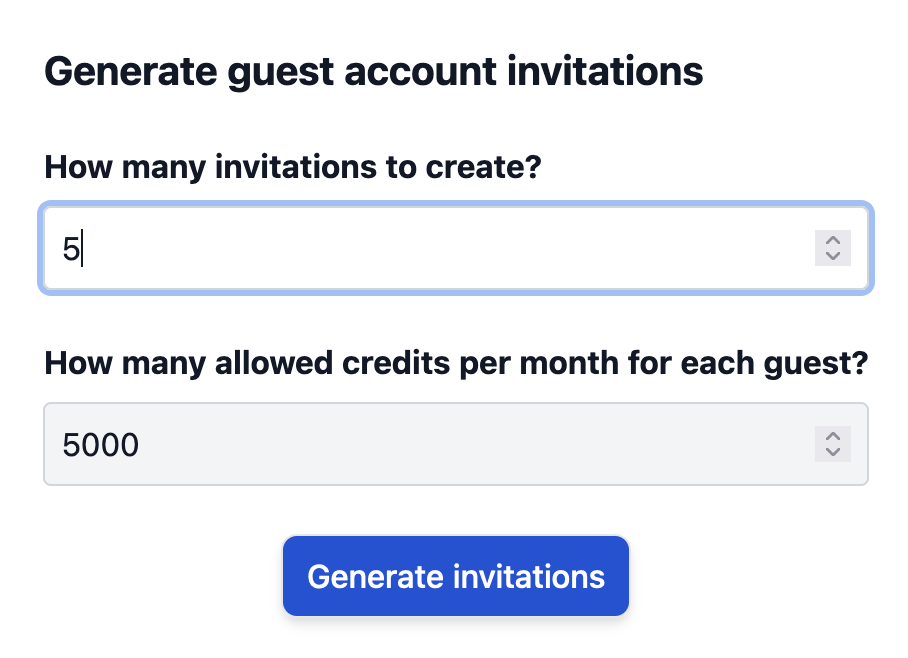 Generate guest account invitations
How many invitations to create?
5
How many allowed credits per month for each guest?
5000
Generate invitations